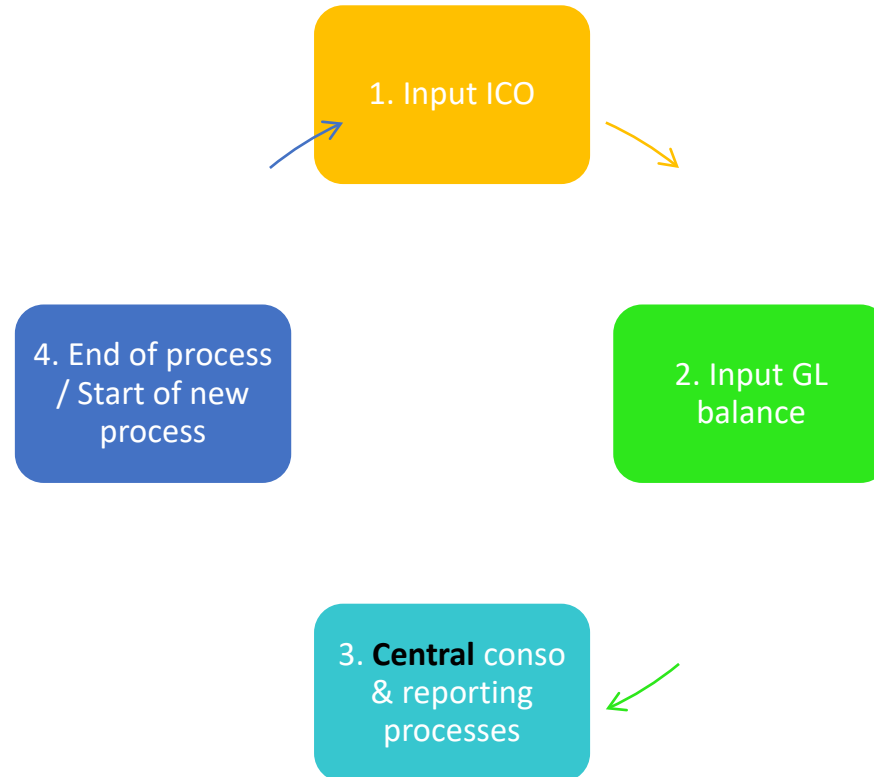 1. Input ICO
2. Input GL
balance
3. Central conso
& reporting
processes
4. End of process
/ Start of new
process